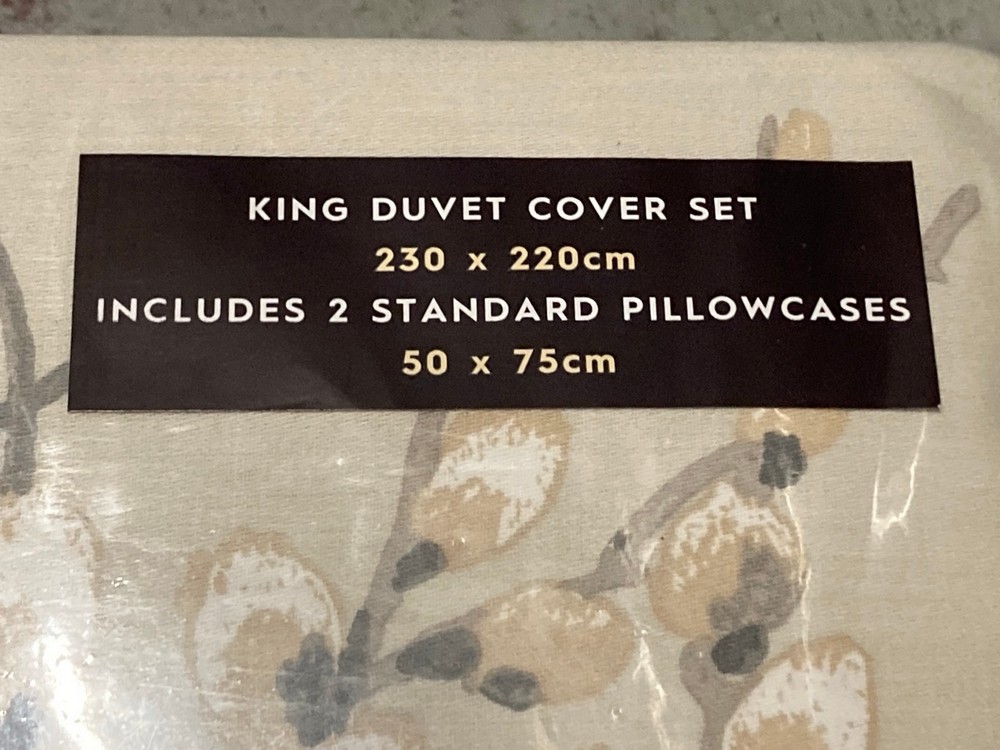 KING DUVET COVER SET
230 x 220cm
INCLUDES 2 STANDARD PILLOWCASES
50 x 75cm